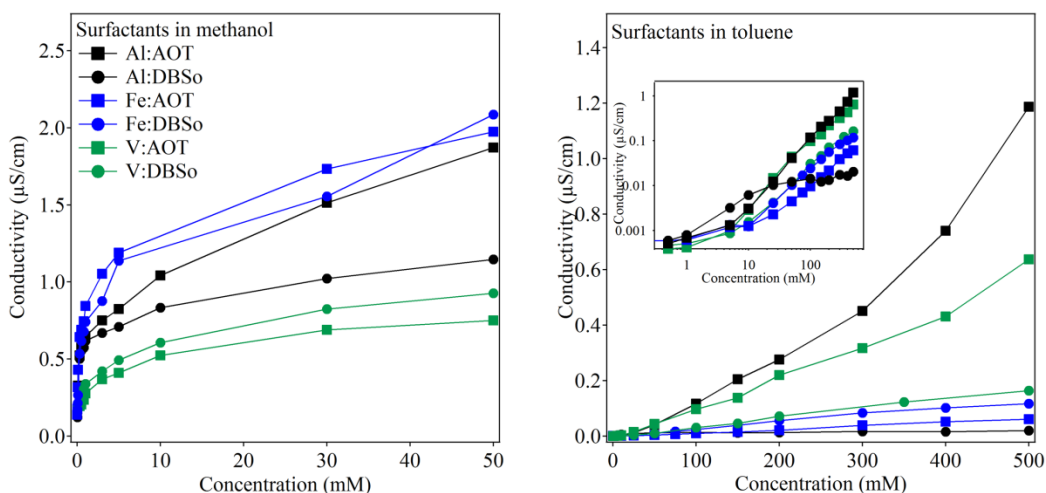 Surfactants in methanol
Al:AOT
Al:DBSo
Fe:AOT
Fe:DBSo
V:AOT
V:DBSo
2.5
2.0
1.5
1.0
0.5
0.0
Conductivity (µS/cm)
0 10 20 30 40 50
Concentration (mM)
Surfactants in toluene
1.4
1.2
1.0
0.8
0.6
0.4
0.2
0.0
Conductivity (µS/cm)
1
0.1
0.01
0.001
Conductivity (µS/cm)
1 10 100
Concentration (mM)
0 100 200 300 400 500
Concentration (mM)